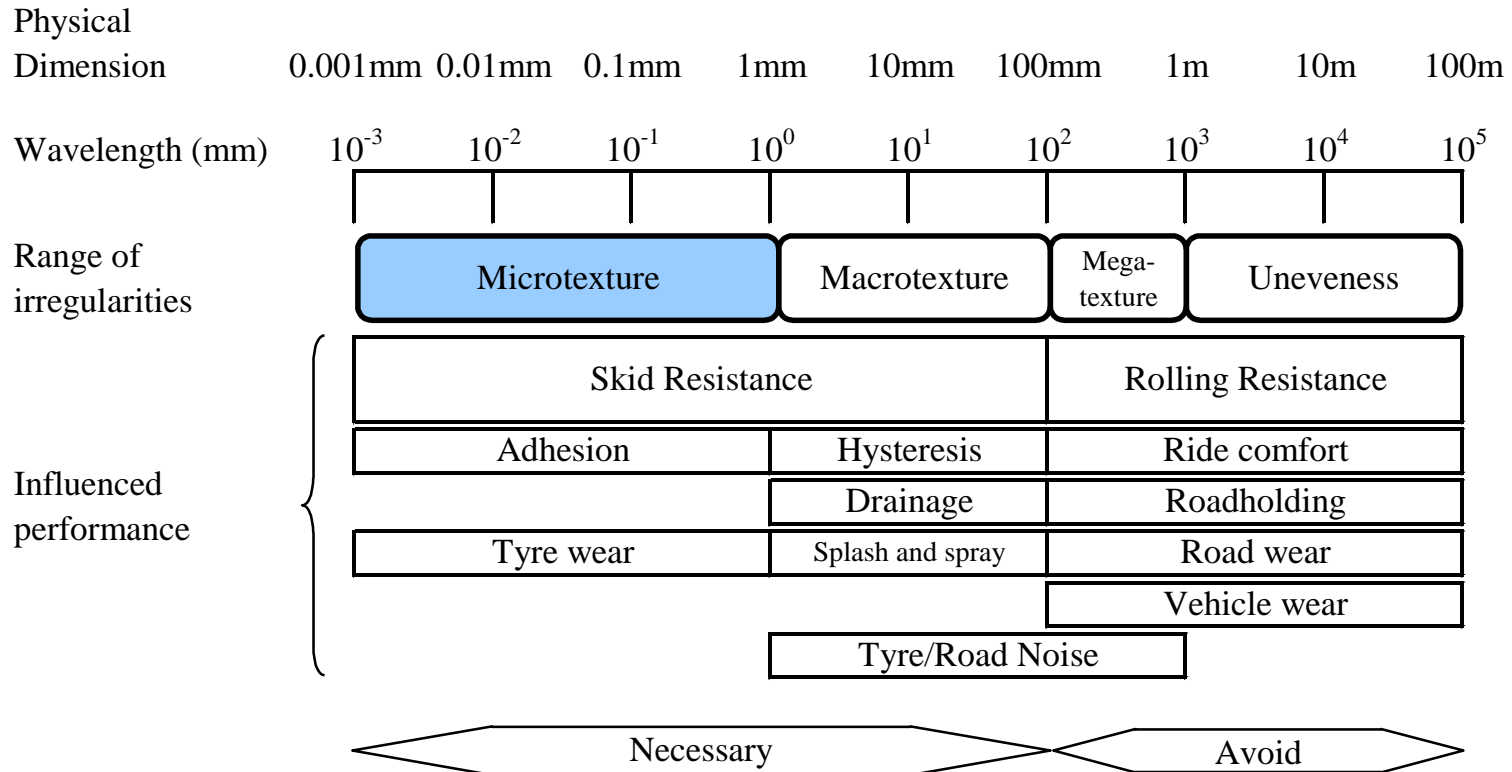 Physical
Dimension 0.001mm 0.01mm 0.1mm 1mm 10mm 100mm 1m 10m 100m
Wavelength (mm) 10⁻³ 10⁻² 10⁻¹ 10⁰ 10¹ 10² 10³ 10⁴ 10⁵
Range of
irregularities
Microtexture Macrotexture Mega-
texture Uneveness
Influenced
performance
Skid Resistance Rolling Resistance
Adhesion Hysteresis Ride comfort
Drainage Roadholding
Tyre wear Splash and spray Road wear
Vehicle wear
Tyre/Road Noise
Necessary Avoid